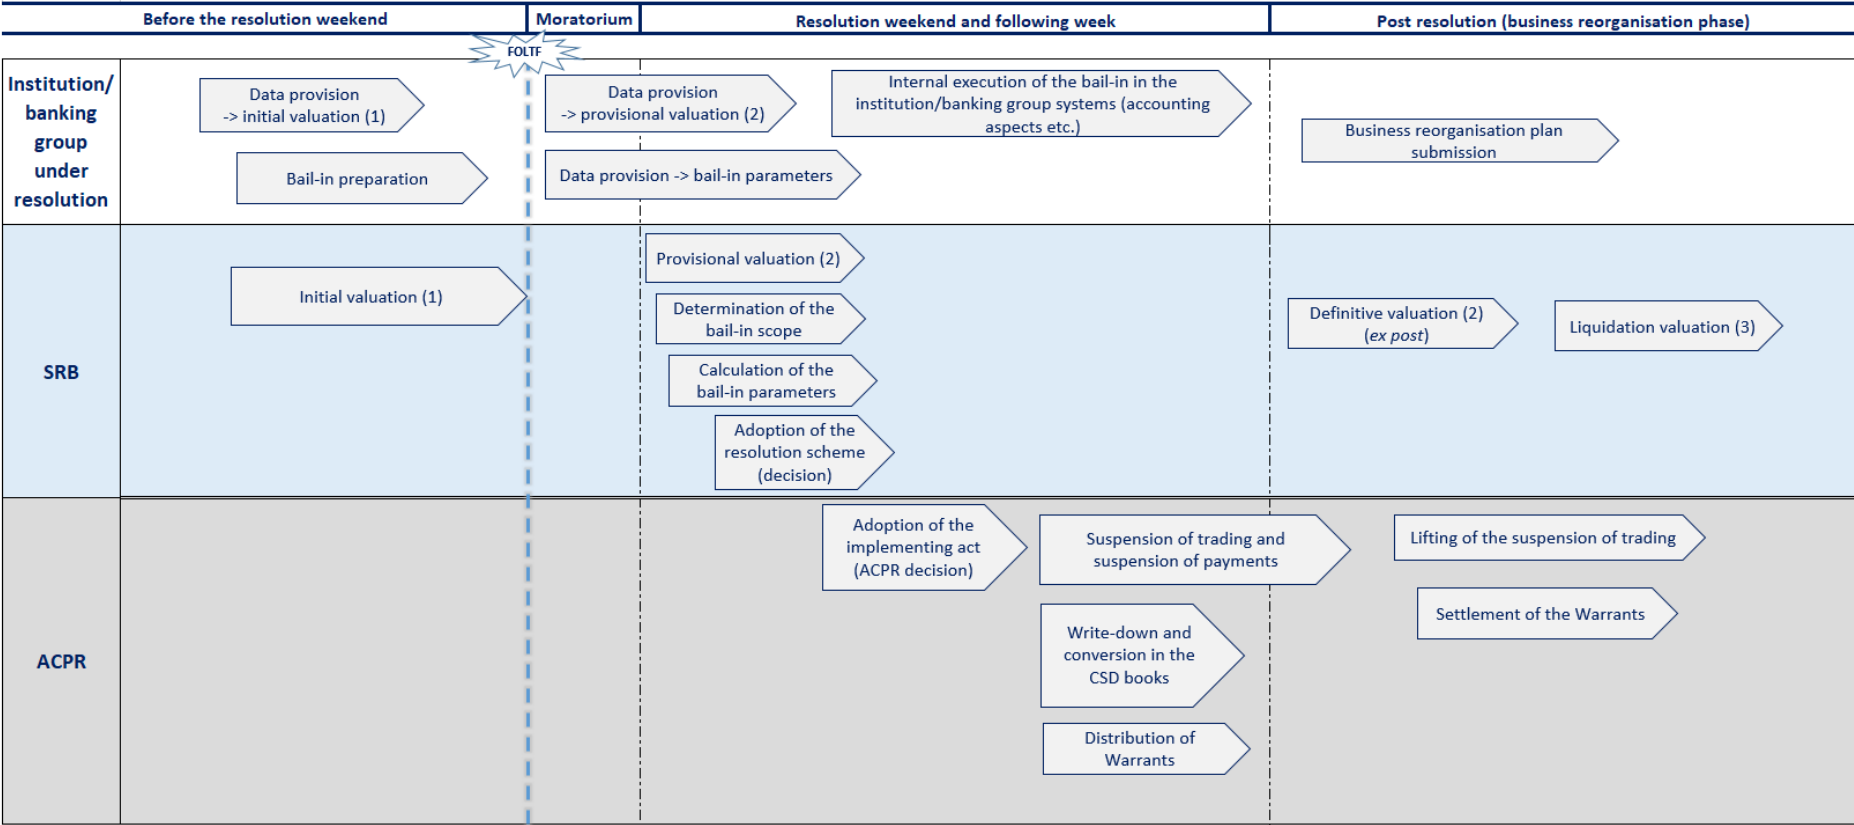 Before the resolution weekend
Moratorium
Resolution weekend and following week
Post resolution (business reorganisation phase)
FOLTF
Institution/
banking
group
under
resolution
Data provision
-> initial valuation (1)
Bail-in preparation
Data provision
-> provisional valuation (2)
Data provision -> bail-in parameters
Internal execution of the bail-in in the
institution/banking group systems (accounting
aspects etc.)
Business reorganisation plan
submission
SRB
Initial valuation (1)
Provisional valuation (2)
Determination of the
bail-in scope
Calculation of the
bail-in parameters
Adoption of the
resolution scheme
(decision)
Definitive valuation (2)
(ex post)
Liquidation valuation (3)
ACPR
Adoption of the
implementing act
(ACPR decision)
Suspension of trading and
suspension of payments
Write-down and
conversion in the
CSD books
Distribution of
Warrants
Lifting of the suspension of trading
Settlement of the Warrants